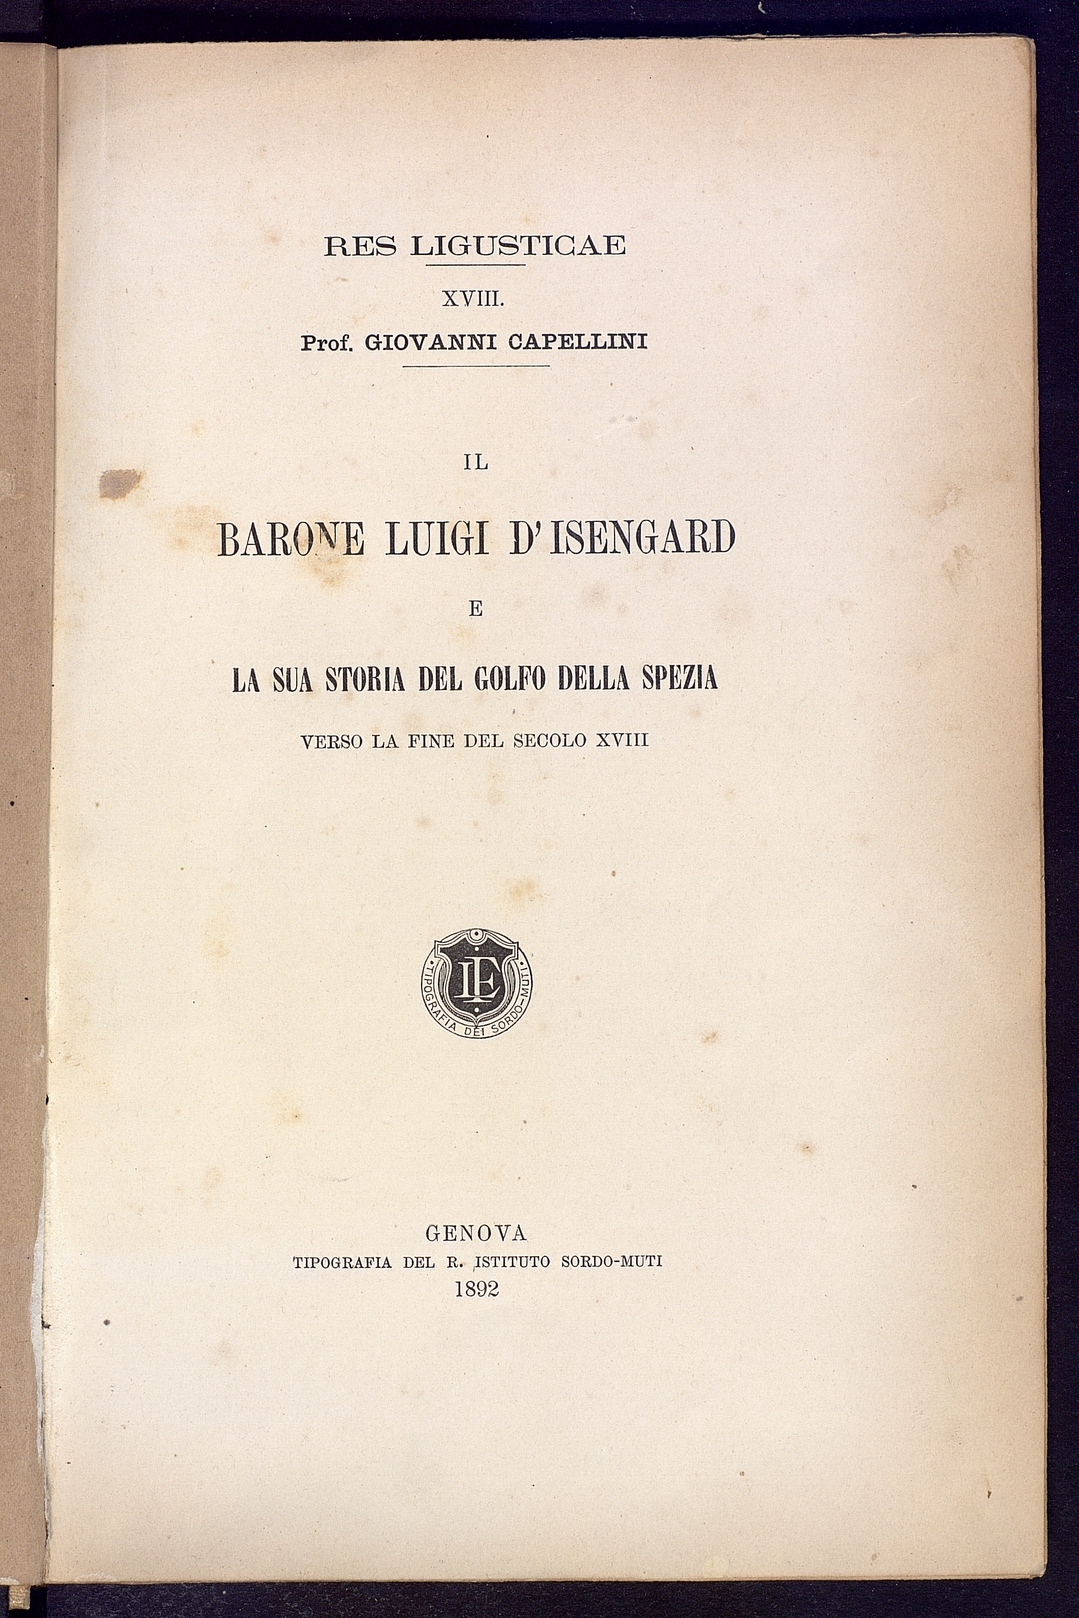 RES LIGUSTICAE
XVIII.
Prof. GIOVANNI CAPELLINI
IL
BARONE LUIGI D'ISENGARD
E
LA SUA STORIA DEL GOLFO DELLA SPEZIA
VERSO LA FINE DEL SECOLO XVIII
IE
• TIPOGRAFIA DEI SORDO-MUTI •
GENOVA
TIPOGRAFIA DEL R. ISTITUTO SORDO-MUTI
1892